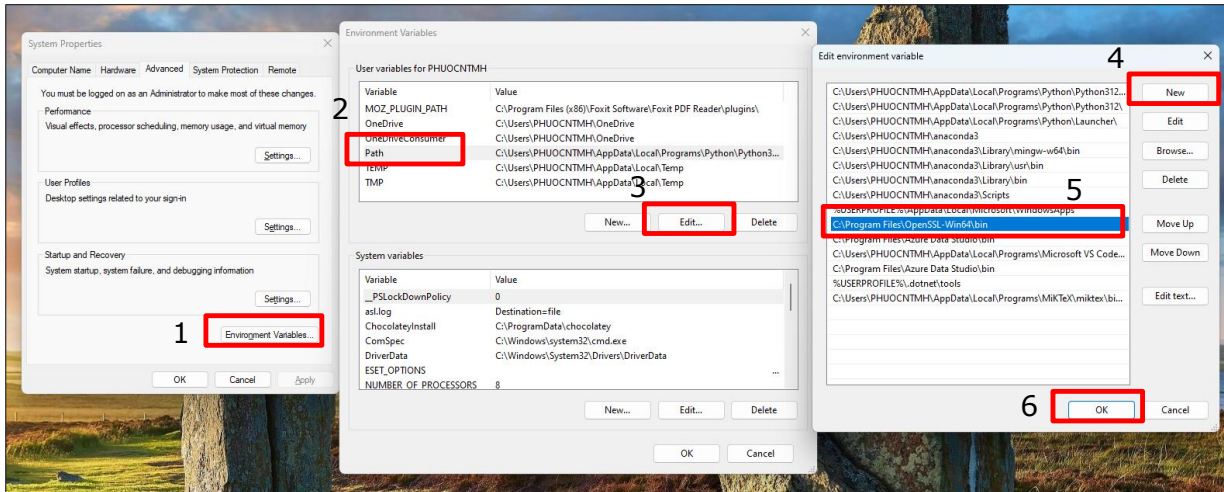 System Properties
Computer Name Hardware Advanced System Protection Remote
You must be logged on as an Administrator to make most of these changes.
Performance
Visual effects, processor scheduling, memory usage, and virtual memory
Settings...
User Profiles
Desktop settings related to your sign-in
Settings...
Startup and Recovery
System startup, system failure, and debugging information
Settings...
1
Environment Variables...
OK Cancel Apply
Environment Variables
User variables for PHUOCNTMH
2
Variable Value
MOZ_PLUGIN_PATH C:\Program Files (x86)\Foxit Software\Foxit PDF Reader\plugins\
OneDrive C:\Users\PHUOCNTMH\OneDrive
OneDriveConsumer C:\Users\PHUOCNTMH\OneDrive
Path C:\Users\PHUOCNTMH\AppData\Local\Programs\Python\Python3...
TEMP C:\Users\PHUOCNTMH\AppData\Local\Temp
TMP C:\Users\PHUOCNTMH\AppData\Local\Temp
3
New... Edit... Delete
System variables
Variable Value
__PSLockDownPolicy 0
asl.log Destination=file
ChocolateyInstall C:\ProgramData\chocolatey
ComSpec C:\Windows\system32\cmd.exe
DriverData C:\Windows\System32\Drivers\DriverData
ESET_OPTIONS ...
NUMBER OF PROCESSORS 8
New... Edit... Delete
OK Cancel
Edit environment variable
4
C:\Users\PHUOCNTMH\AppData\Local\Programs\Python\Python312...
C:\Users\PHUOCNTMH\AppData\Local\Programs\Python\Python312\
C:\Users\PHUOCNTMH\AppData\Local\Programs\Python\Launcher\
C:\Users\PHUOCNTMH\anaconda3
C:\Users\PHUOCNTMH\anaconda3\Library\mingw-w64\bin
C:\Users\PHUOCNTMH\anaconda3\Library\usr\bin
C:\Users\PHUOCNTMH\anaconda3\Library\bin
C:\Users\PHUOCNTMH\anaconda3\Scripts
5
%USERPROFILE%\AppData\Local\Microsoft\WindowsApps
C:\Program Files\OpenSSL-Win64\bin
C:\Program Files\Azure Data Studio\bin
C:\Users\PHUOCNTMH\AppData\Local\Programs\Microsoft VS Code...
C:\Program Files\Azure Data Studio\bin
%USERPROFILE%\.dotnet\tools
C:\Users\PHUOCNTMH\AppData\Local\Programs\MiKTeX\miktex\bi...
New
Edit
Browse...
Delete
Move Up
Move Down
Edit text...
6
OK Cancel